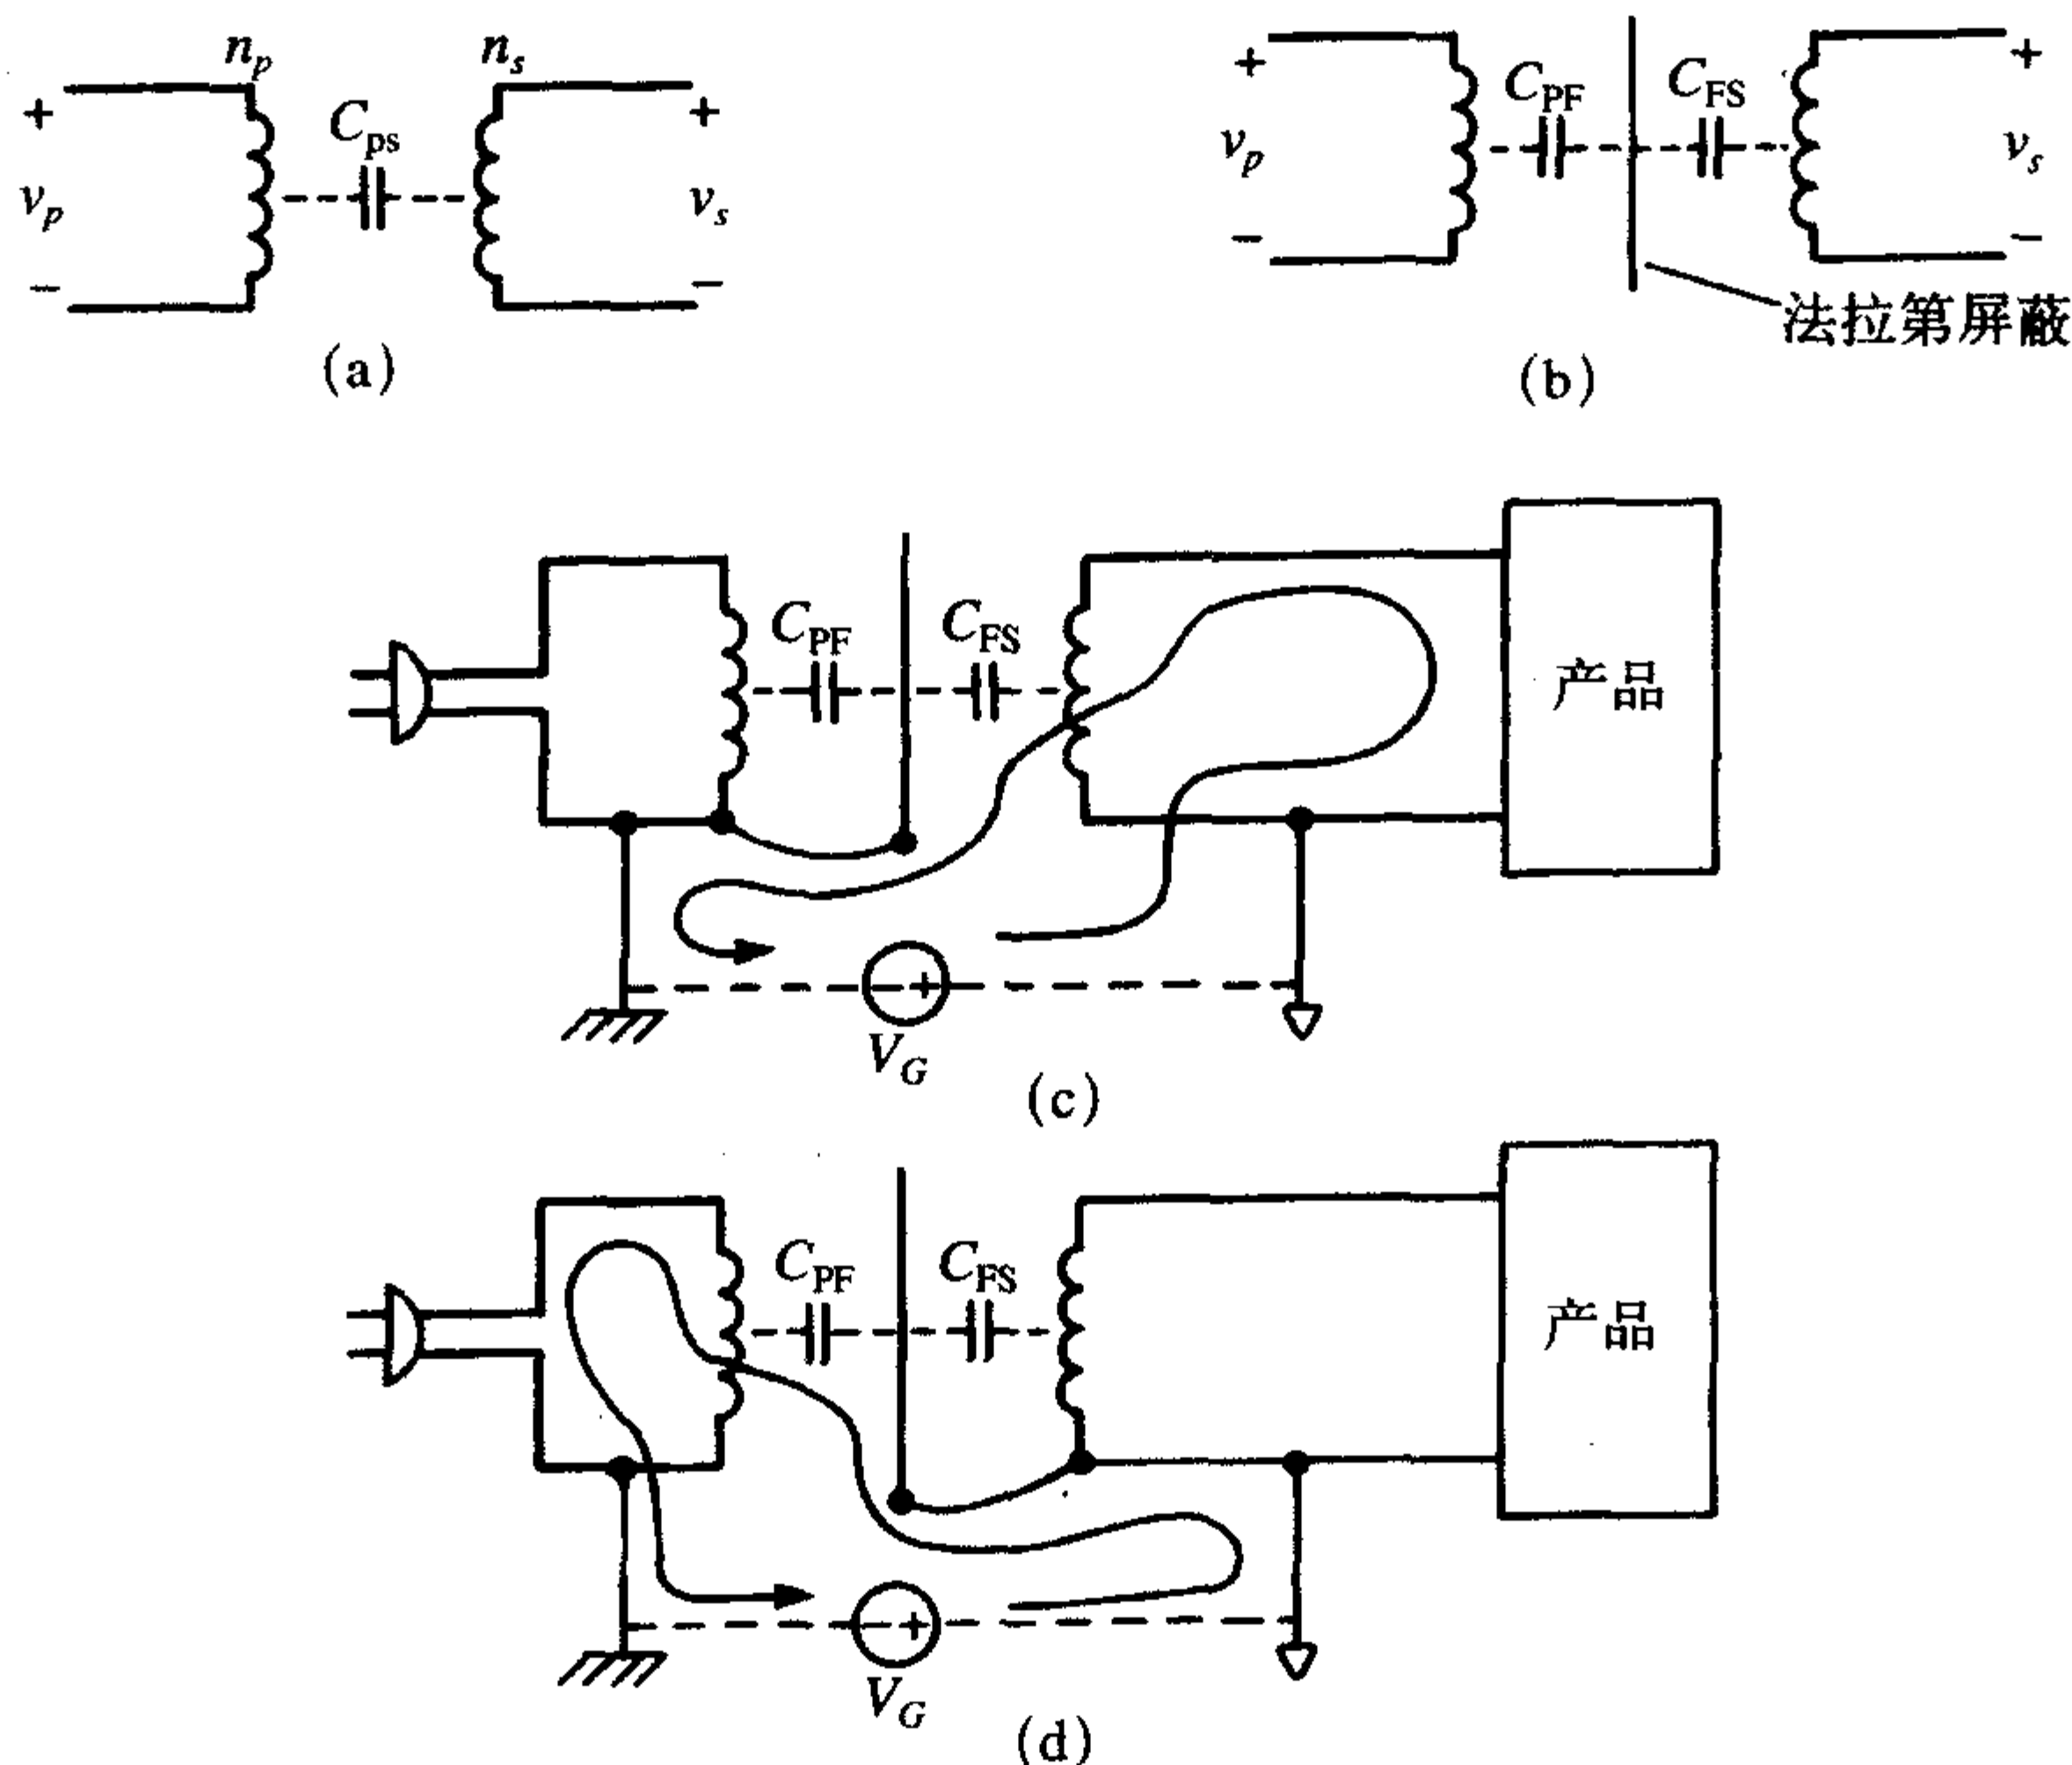 n_p n_s
+ C_ps +
v_p v_s
− −
(a)
+ C_PF C_FS +
v_p v_s
− −
法拉第屏蔽
(b)
C_PF C_FS
产品
+
V_G
(c)
C_PF C_FS
产品
+
V_G
(d)